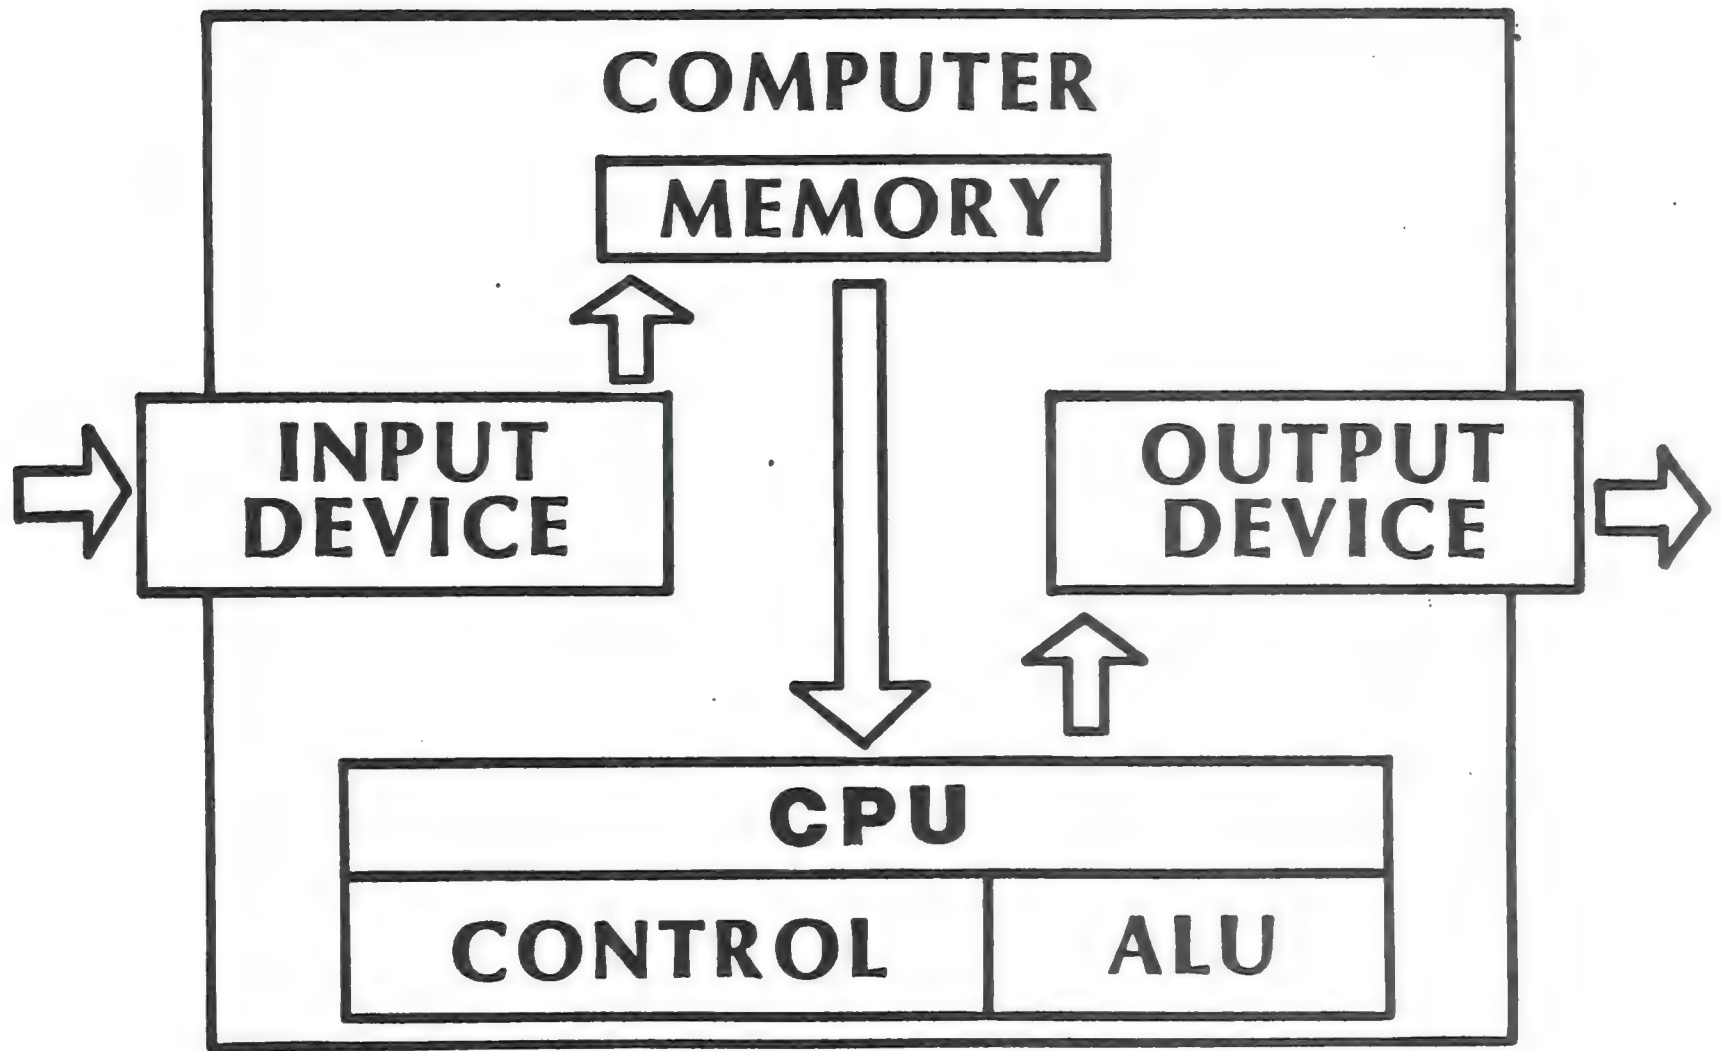 COMPUTER
MEMORY
INPUT
DEVICE
OUTPUT
DEVICE
CPU
CONTROL
ALU